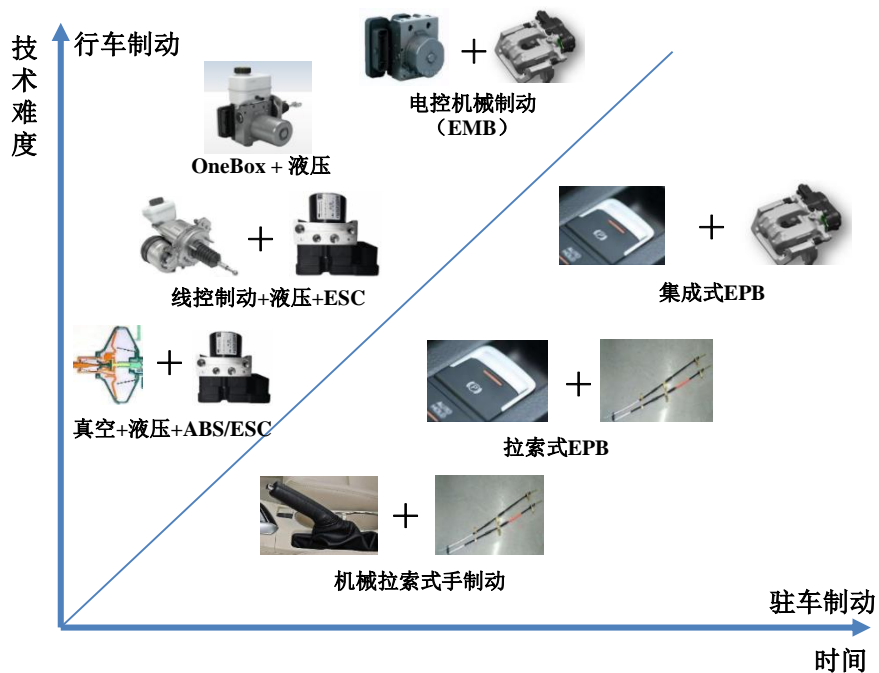 技术难度
行车制动
电控机械制动
（EMB）
OneBox + 液压
线控制动+液压+ESC
集成式EPB
真空+液压+ABS/ESC
AUTO
HOLD
拉索式EPB
机械拉索式手制动
驻车制动
时间